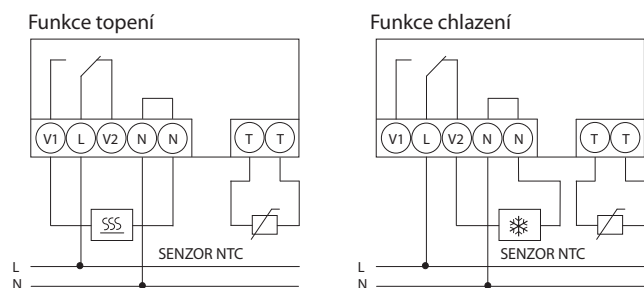 Funkce topení
V1 L V2 N N T T
SSS
SENZOR NTC
L
N
Funkce chlazení
V1 L V2 N N T T
SENZOR NTC
L
N